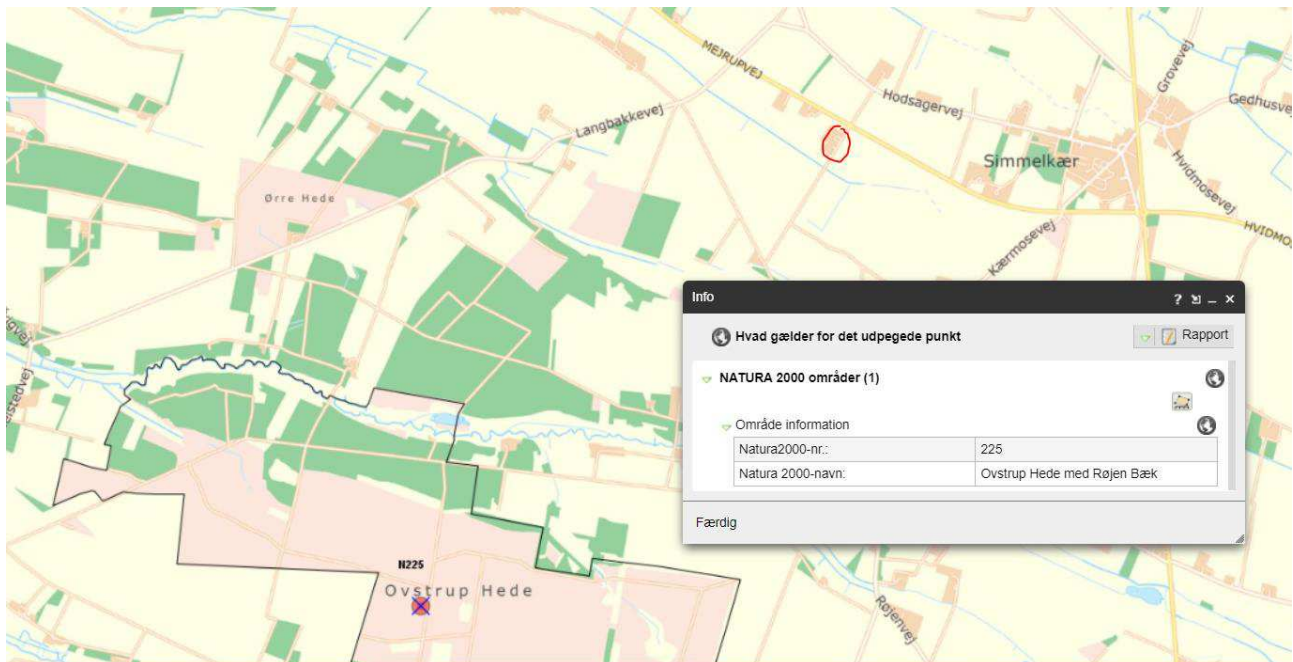 MEJRUPVEJ
Langbakkevej
Hodsagervej
Grovevej
Gedhusve
Simmelkær
Hvidmosevej
HVIDMO
Kærmosevej
Ørre Hede
N225
Ovstrup Hede
Røjenvej
Info
? _ ×
Hvad gælder for det udpegede punkt
Rapport
NATURA 2000 områder (1)
Område information
Natura2000-nr.: 225
Natura 2000-navn: Ovstrup Hede med Røjen Bæk
Færdig